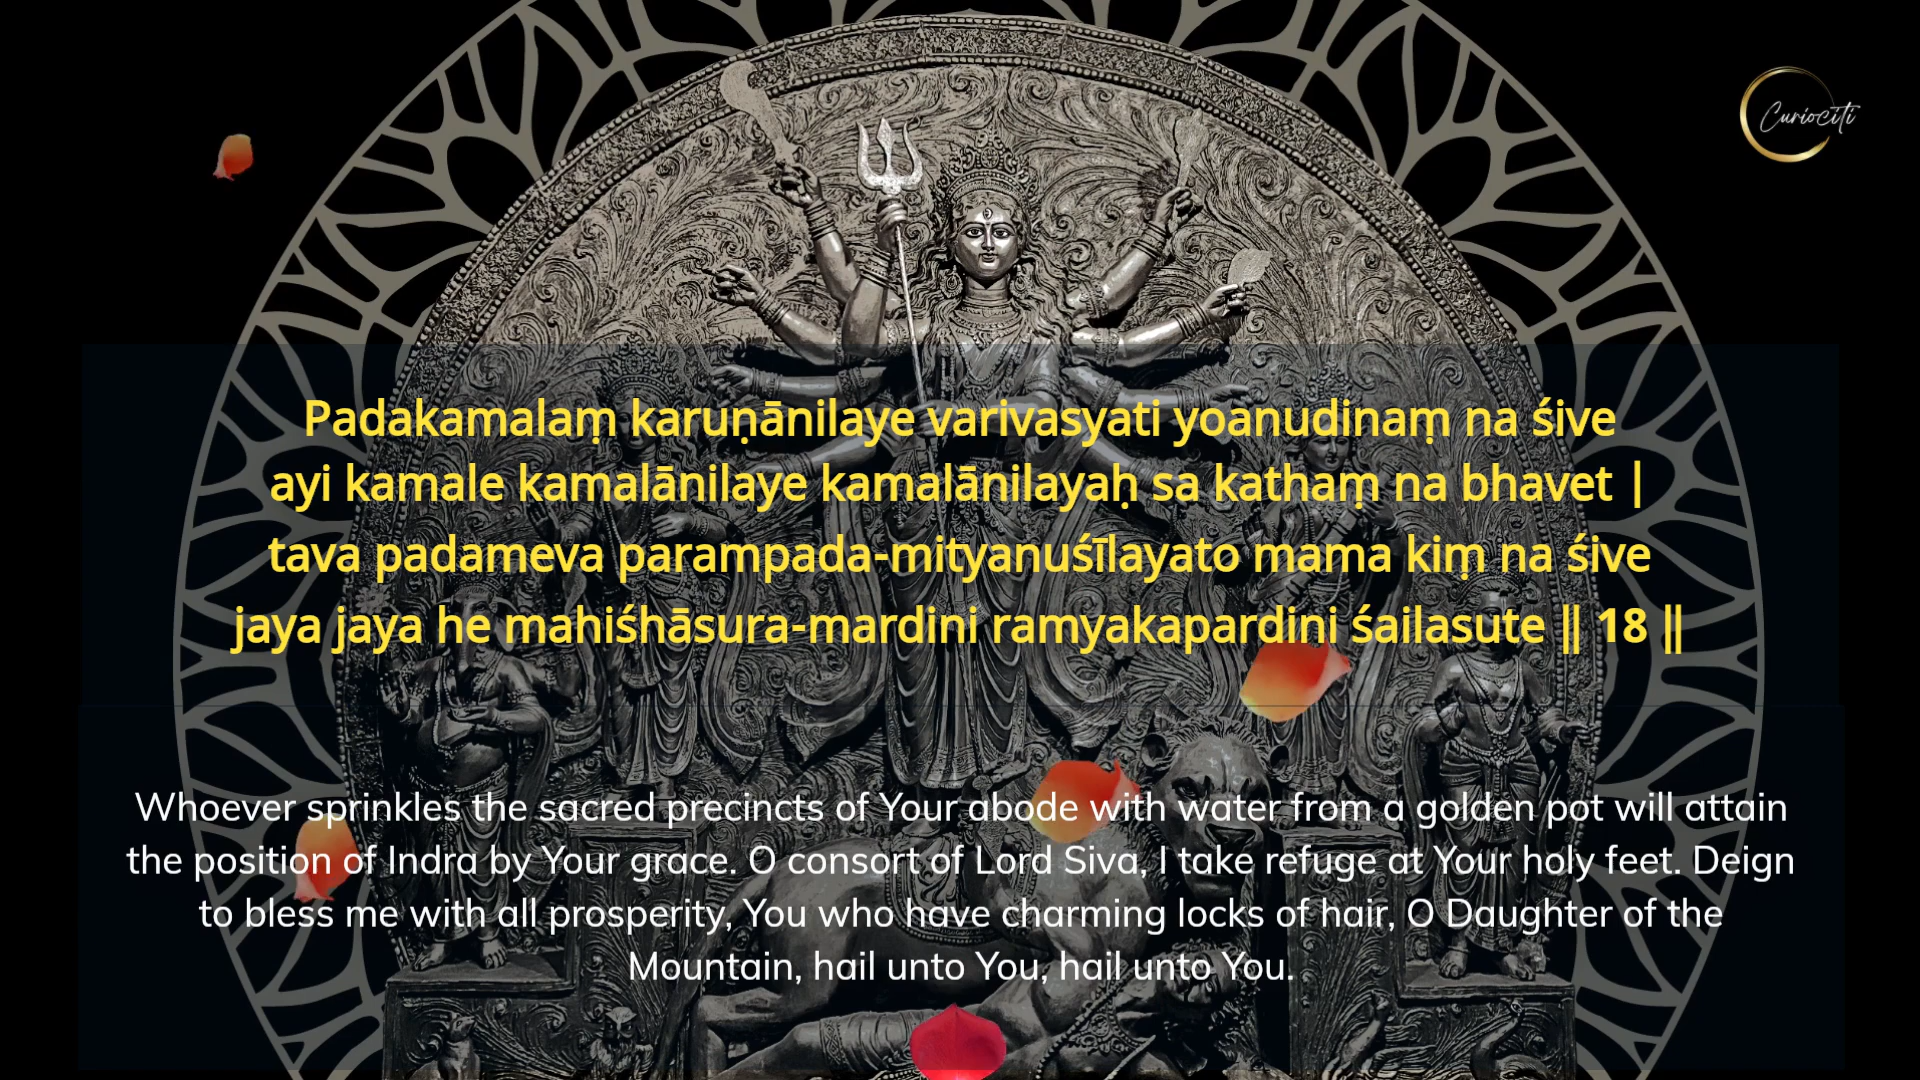 Curiociti
Padakamalaṃ karuṇānilaye varivasyati yoanudinaṃ na śive
ayi kamale kamalānilaye kamalānilayaḥ sa kathaṃ na bhavet |
tava padameva parampada-mityanuśīlayato mama kiṃ na śive
jaya jaya he mahiśhāsura-mardini ramyakapardini śailasute || 18 ||
Whoever sprinkles the sacred precincts of Your abode with water from a golden pot will attain
the position of Indra by Your grace. O consort of Lord Siva, I take refuge at Your holy feet. Deign
to bless me with all prosperity, You who have charming locks of hair, O Daughter of the
Mountain, hail unto You, hail unto You.